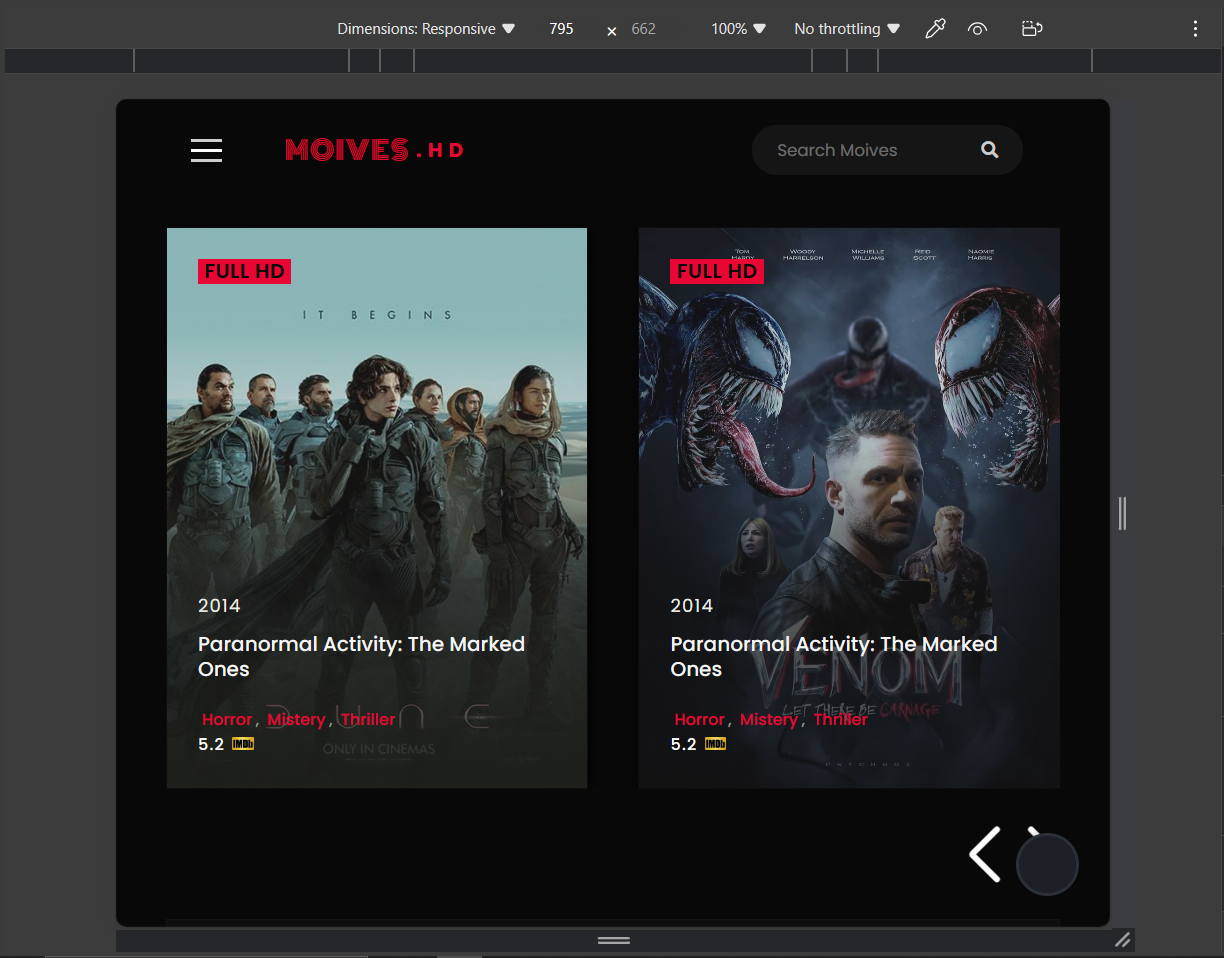 Dimensions: Responsive 795 × 662 100% No throttling
MOIVES.HD
Search Moives
FULL HD
IT BEGINS
2014
Paranormal Activity: The Marked
Ones
Horror, Mistery, Thriller
5.2 IMDb
DUNE
ONLY IN CINEMAS
TOM HARDY
WOODY HARRELSON
MICHELLE WILLIAMS
REID SCOTT
NAOMIE HARRIS
FULL HD
2014
Paranormal Activity: The Marked
Ones
VENOM
LET THERE BE CARNAGE
Horror, Mistery, Thriller
5.2 IMDb